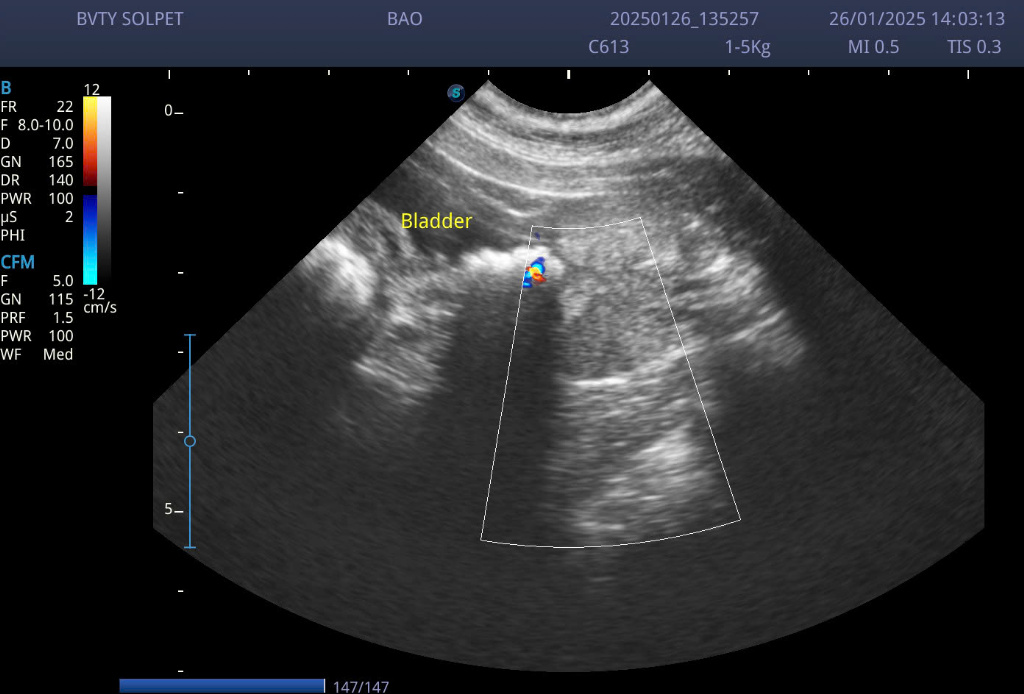 BVTY SOLPET BAO 20250126_135257 26/01/2025 14:03:13
C613 1-5Kg MI 0.5 TIS 0.3
B
12
FR 22
F 8.0-10.0
D 7.0
GN 165
DR 140
PWR 100
µS 2
PHI
CFM
F 5.0
GN 115
PRF 1.5
PWR 100
WF Med
-12
cm/s
0
S
Bladder
5
147/147